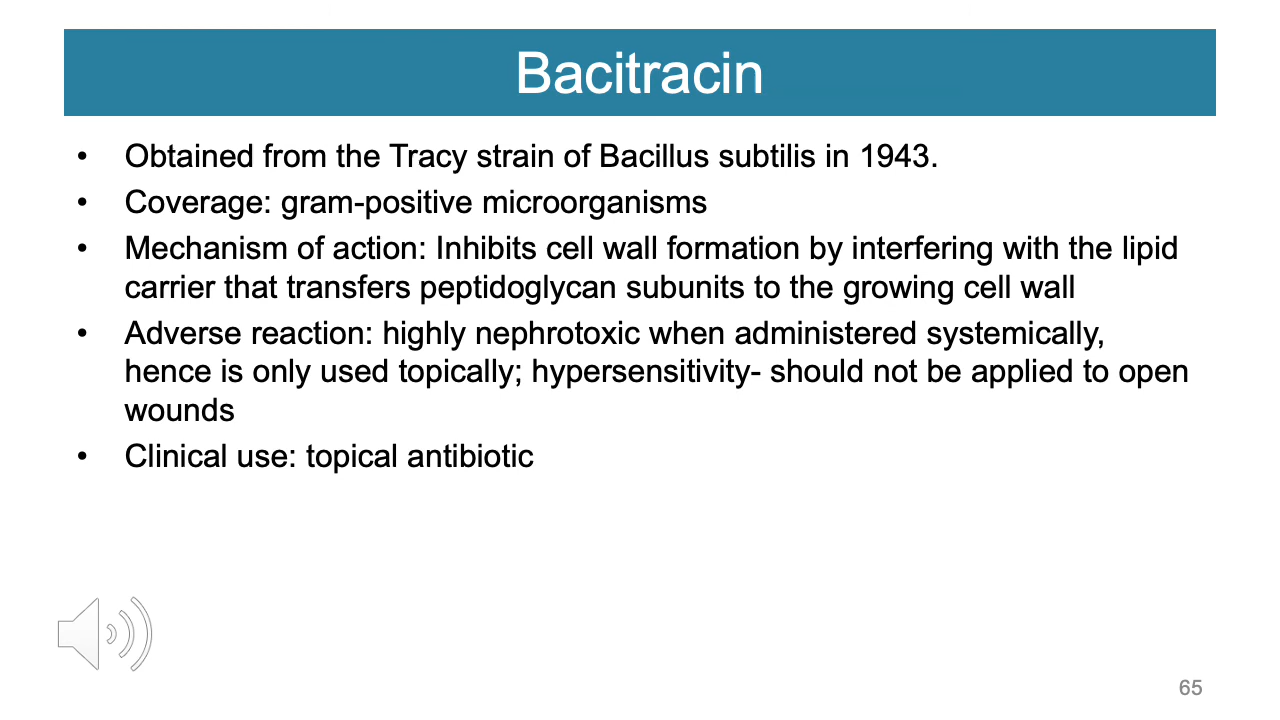 Bacitracin
• Obtained from the Tracy strain of Bacillus subtilis in 1943.
• Coverage: gram-positive microorganisms
• Mechanism of action: Inhibits cell wall formation by interfering with the lipid
carrier that transfers peptidoglycan subunits to the growing cell wall
• Adverse reaction: highly nephrotoxic when administered systemically,
hence is only used topically; hypersensitivity- should not be applied to open
wounds
• Clinical use: topical antibiotic
65